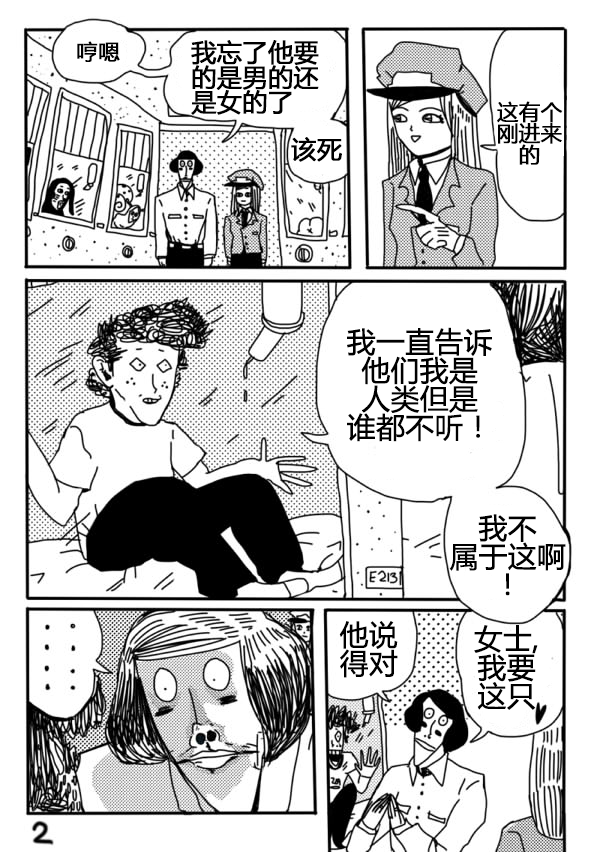 哼嗯
我忘了他要
的是男的还
是女的了
该死
这有个
刚进来
的
我一直告诉
他们我是
人类但是
谁都不听！
我不
属于这啊
！
E2131
⋮⋮
他说
得对
女士,
我要
这只
2